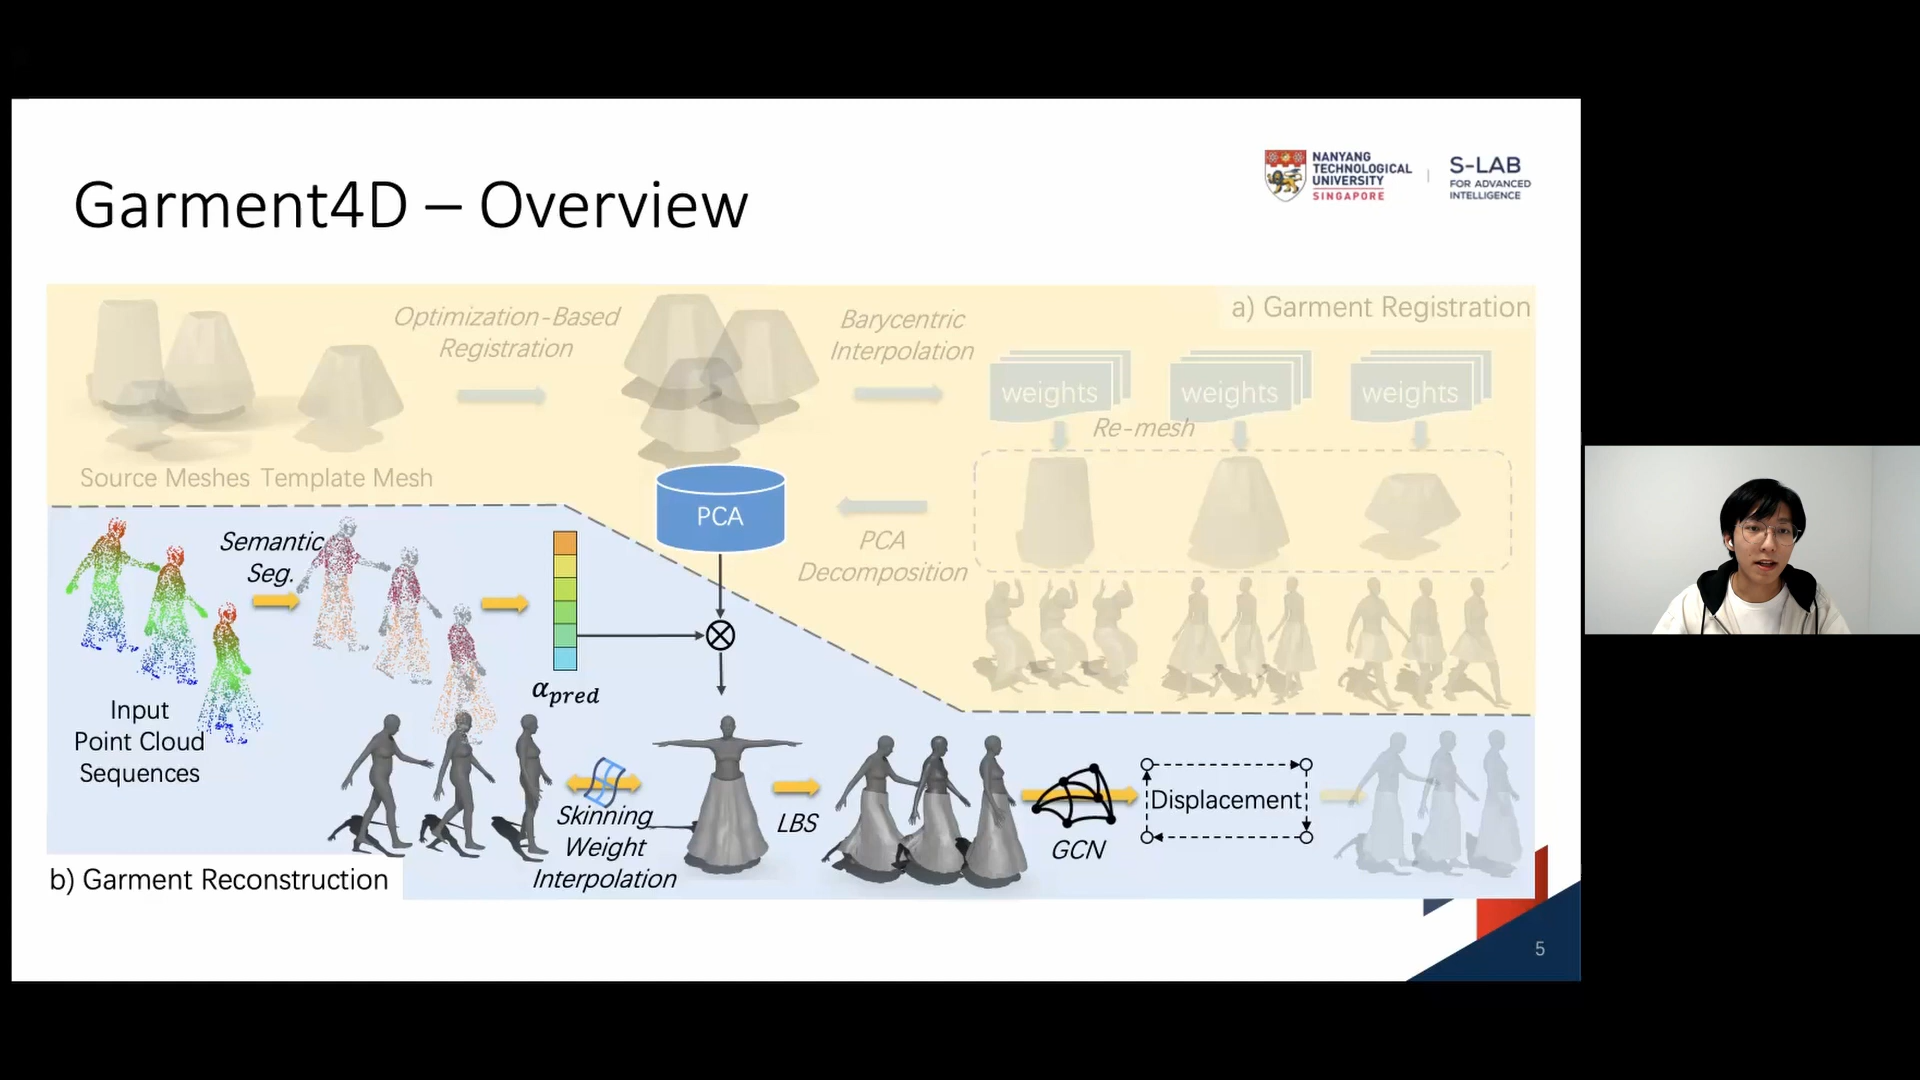 Garment4D – Overview
NANYANG
TECHNOLOGICAL
UNIVERSITY
SINGAPORE
S-LAB
FOR ADVANCED
INTELLIGENCE
a) Garment Registration
Optimization-Based
Registration
Barycentric
Interpolation
weights
weights
weights
Re-mesh
Source Meshes
Template Mesh
PCA
PCA
Decomposition
Semantic
Seg.
αpred
Input
Point Cloud
Sequences
Skinning
Weight
Interpolation
LBS
GCN
Displacement
b) Garment Reconstruction
5